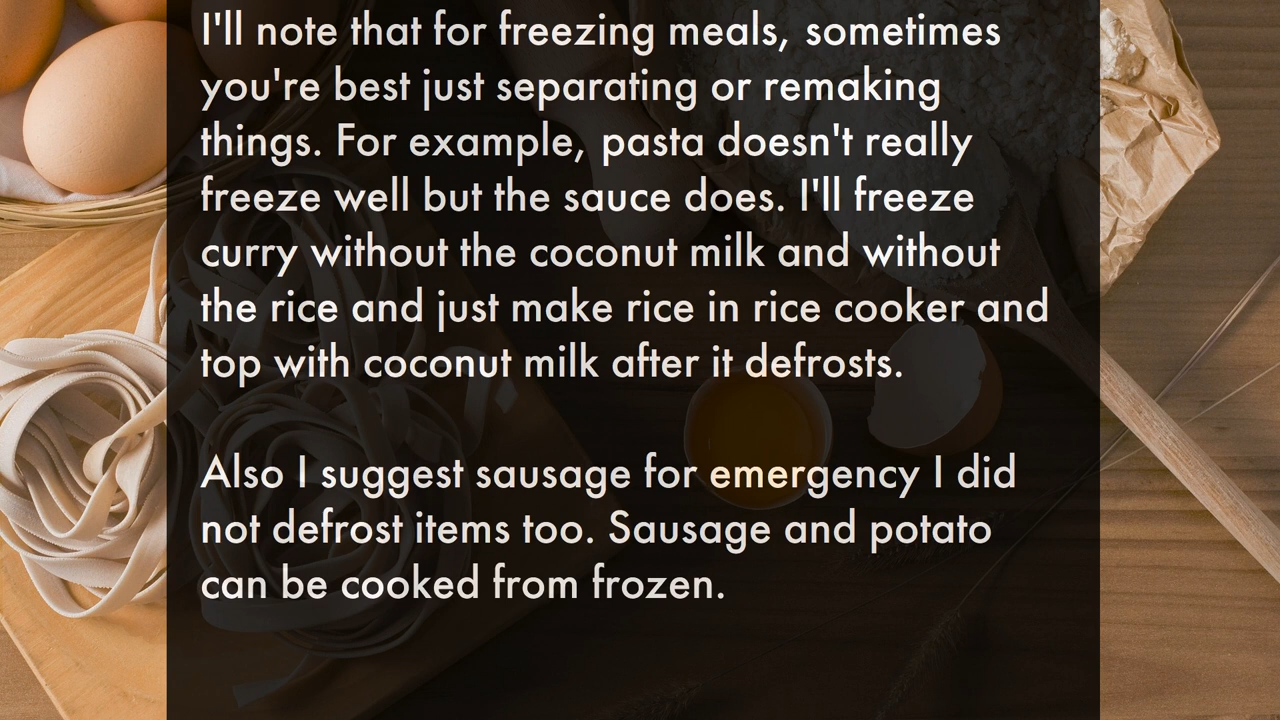 I'll note that for freezing meals, sometimes
you're best just separating or remaking
things. For example, pasta doesn't really
freeze well but the sauce does. I'll freeze
curry without the coconut milk and without
the rice and just make rice in rice cooker and
top with coconut milk after it defrosts.
Also I suggest sausage for emergency I did
not defrost items too. Sausage and potato
can be cooked from frozen.